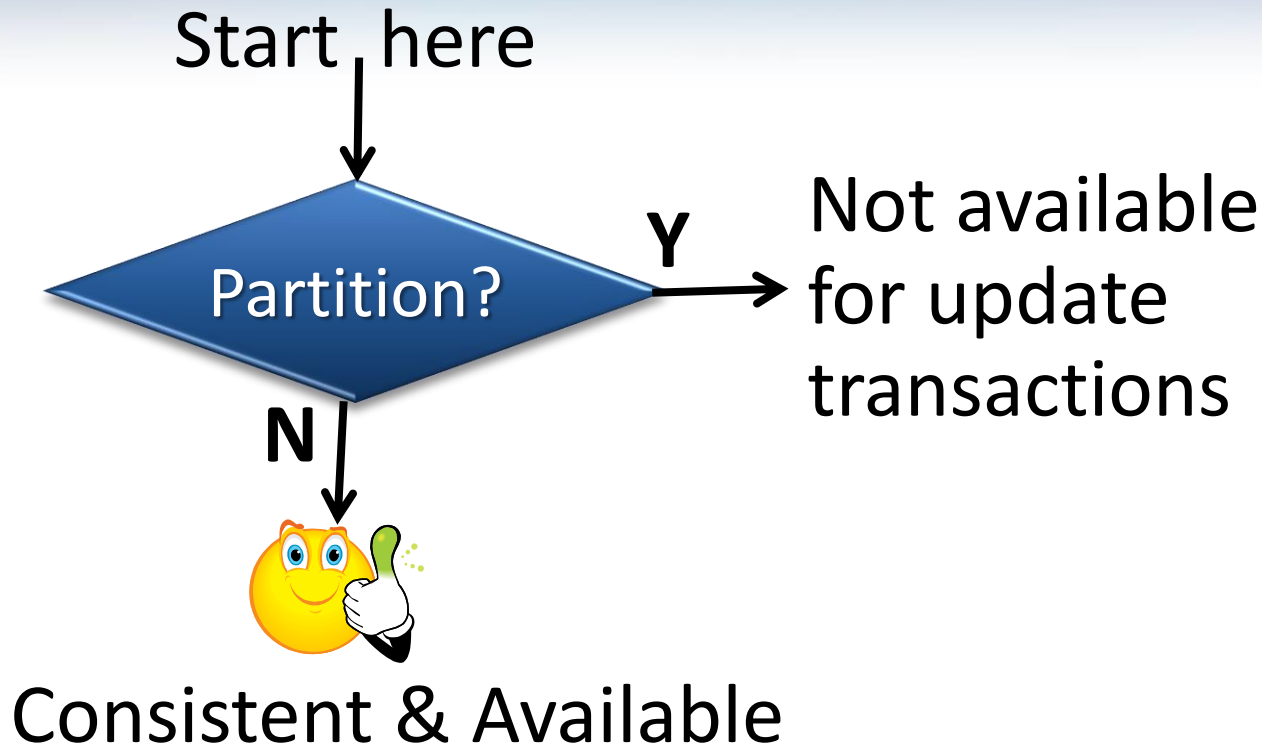 Start here
Partition?
Y
Not available
for update
transactions
N
Consistent & Available